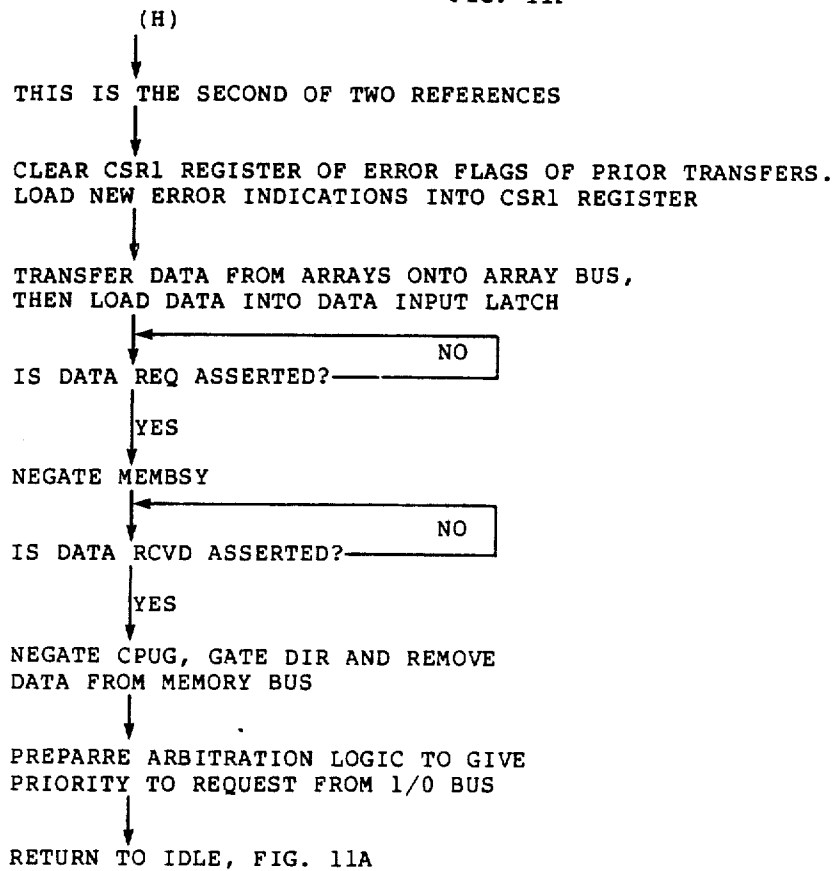 (H)
THIS IS THE SECOND OF TWO REFERENCES
CLEAR CSR1 REGISTER OF ERROR FLAGS OF PRIOR TRANSFERS.
LOAD NEW ERROR INDICATIONS INTO CSR1 REGISTER
TRANSFER DATA FROM ARRAYS ONTO ARRAY BUS,
THEN LOAD DATA INTO DATA INPUT LATCH
NO
IS DATA REQ ASSERTED?
YES
NEGATE MEMBSY
NO
IS DATA RCVD ASSERTED?
YES
NEGATE CPUG, GATE DIR AND REMOVE
DATA FROM MEMORY BUS
PREPARRE ARBITRATION LOGIC TO GIVE
PRIORITY TO REQUEST FROM 1/0 BUS
RETURN TO IDLE, FIG. 11A